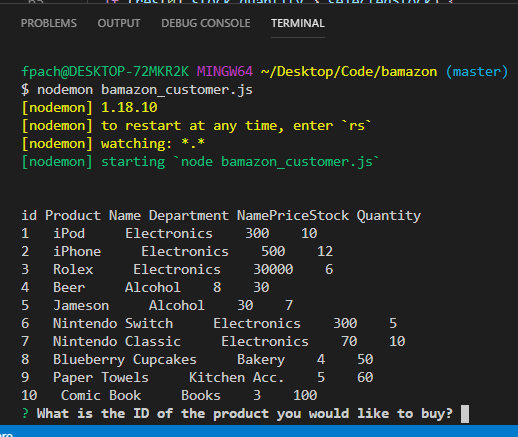 PROBLEMS OUTPUT DEBUG CONSOLE TERMINAL
fpach@DESKTOP-72MKR2K MINGW64 ~/Desktop/Code/bamazon (master)
$ nodemon bamazon_customer.js
[nodemon] 1.18.10
[nodemon] to restart at any time, enter `rs`
[nodemon] watching: *.*
[nodemon] starting `node bamazon_customer.js`
id Product Name Department NamePriceStock Quantity
1 iPod Electronics 300 10
2 iPhone Electronics 500 12
3 Rolex Electronics 30000 6
4 Beer Alcohol 8 30
5 Jameson Alcohol 30 7
6 Nintendo Switch Electronics 300 5
7 Nintendo Classic Electronics 70 10
8 Blueberry Cupcakes Bakery 4 50
9 Paper Towels Kitchen Acc. 5 60
10 Comic Book Books 3 100
? What is the ID of the product you would like to buy?